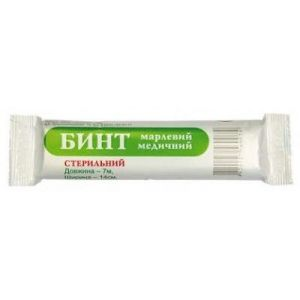 БИНТ
марлевий
медичний
СТЕРИЛЬНИЙ
Довжина – 7м,
Ширина – 14см.